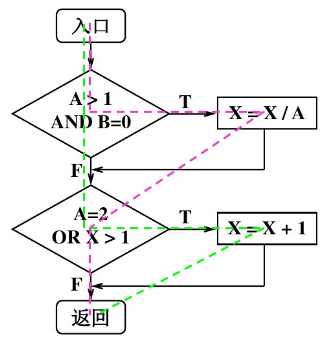 入口
A > 1
AND B=0
T
X = X / A
F
A=2
OR X > 1
T
X = X + 1
F
返回